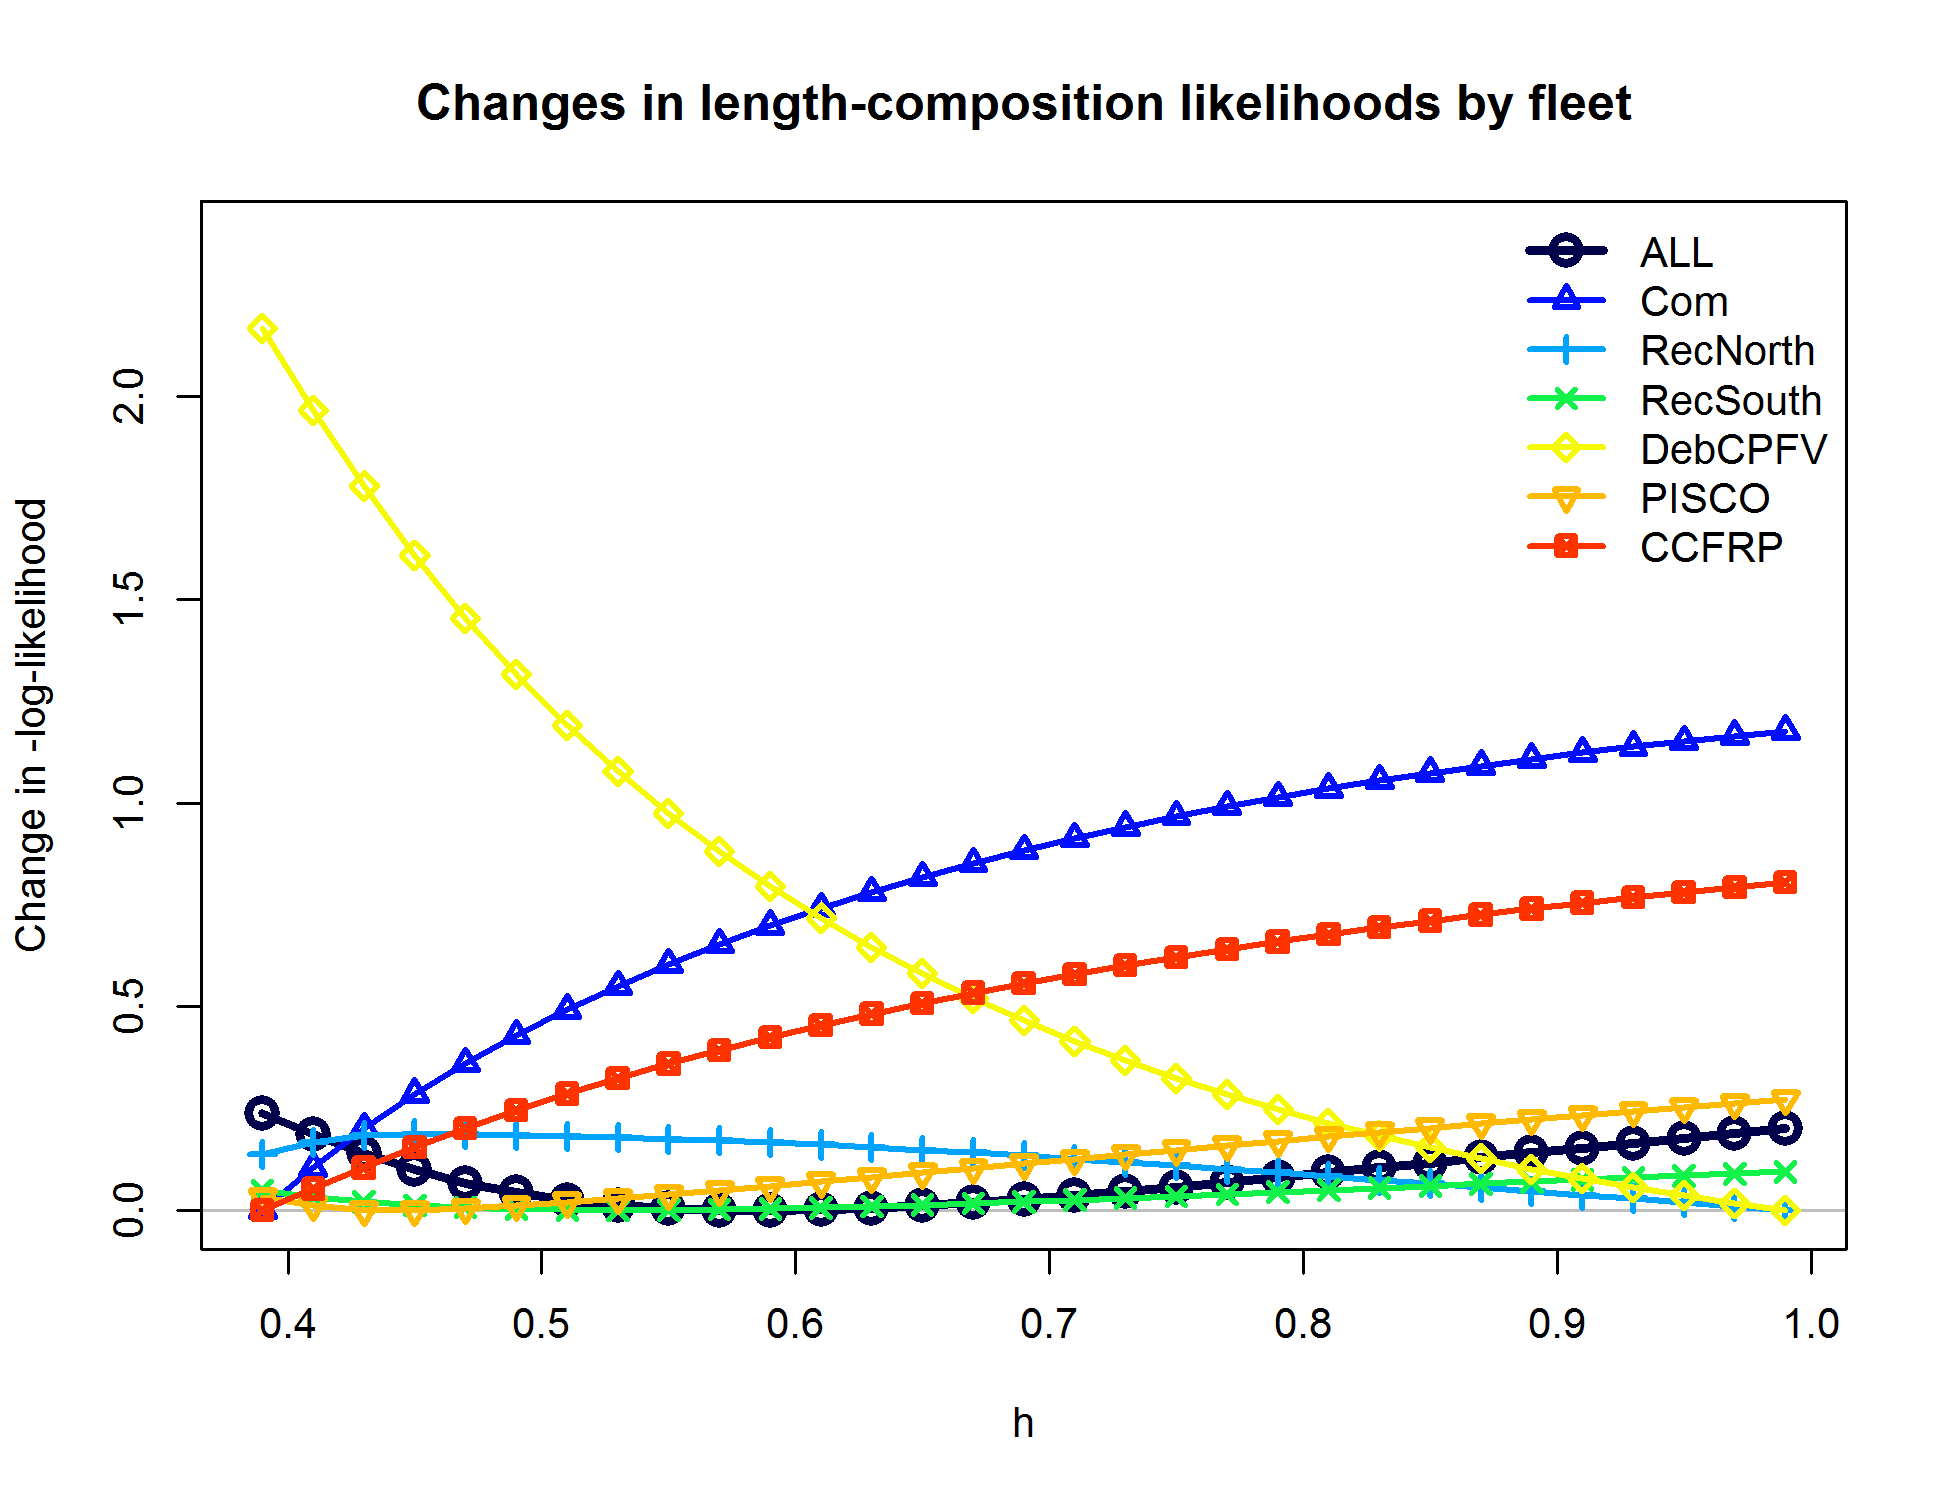 Changes in length-composition likelihoods by fleet
ALL
Com
RecNorth
RecSouth
DebCPFV
PISCO
CCFRP
Change in -log-likelihood
2.0
1.5
1.0
0.5
0.0
0.4 0.5 0.6 0.7 0.8 0.9 1.0
h